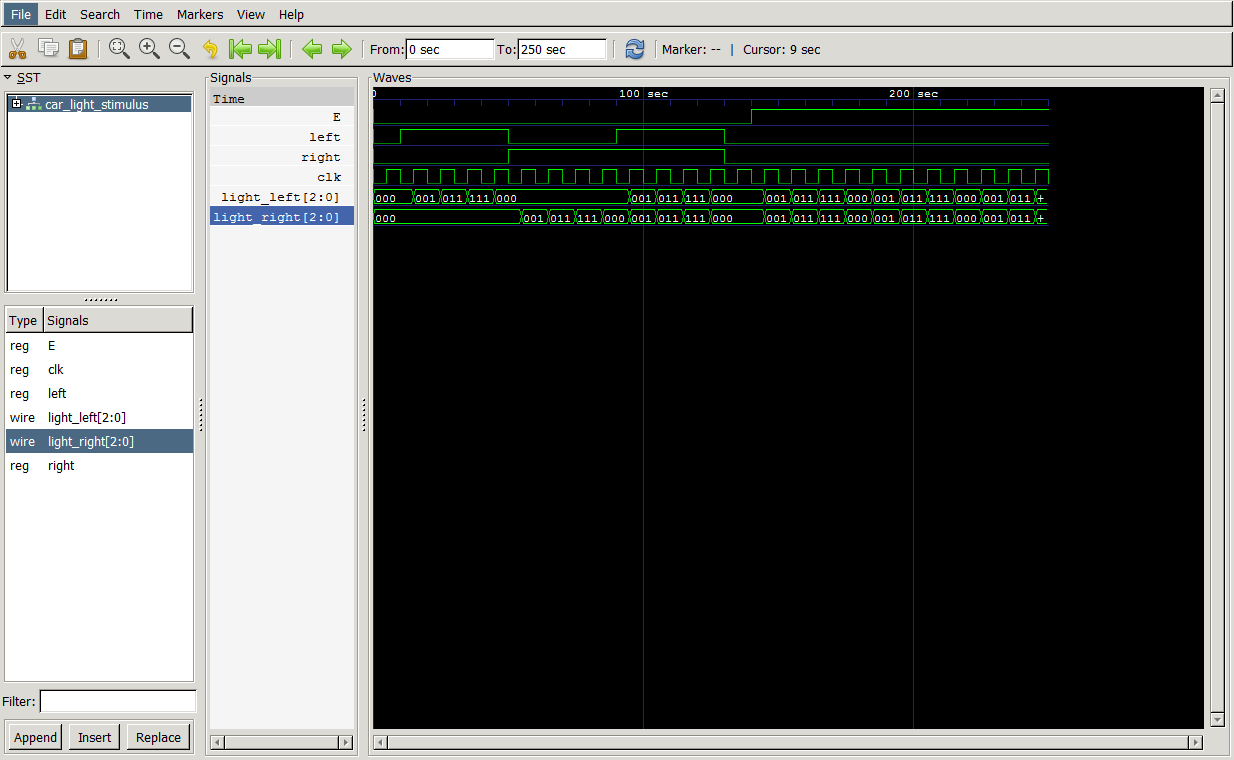 File Edit Search Time Markers View Help
From: 0 sec To: 250 sec Marker: -- | Cursor: 9 sec
SST
car_light_stimulus
Type Signals
reg E
reg clk
reg left
wire light_left[2:0]
wire light_right[2:0]
reg right
Filter:
Append Insert Replace
Signals
Time
E
left
right
clk
light_left[2:0]
light_right[2:0]
Waves
0 100 sec 200 sec
000 001 011 111 000 001 011 111 000 001 011 111 000 001 011 111 000 001 011 +
000 001 011 111 000 001 011 111 000 001 011 111 000 001 011 111 000 001 011 +